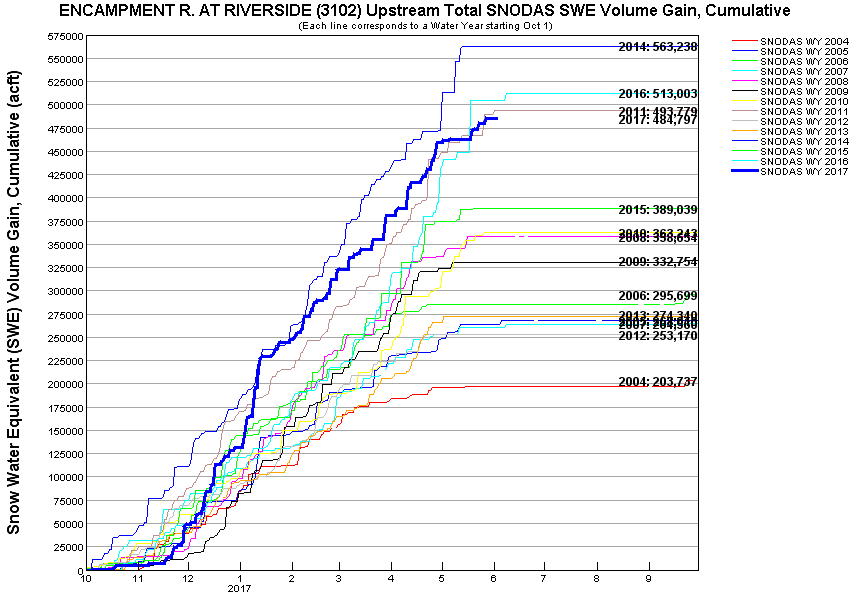 ENCAMPMENT R. AT RIVERSIDE (3102) Upstream Total SNODAS SWE Volume Gain, Cumulative
(Each line corresponds to a Water Year starting Oct 1)
Snow Water Equivalent (SWE) Volume Gain, Cumulative (acft)
575000
550000
525000
500000
475000
450000
425000
400000
375000
350000
325000
300000
275000
250000
225000
200000
175000
150000
125000
100000
75000
50000
25000
0
2014: 563,238
2016: 513,003
2011: 493,779
2017: 484,797
2015: 389,039
2010: 363,243
2008: 358,654
2009: 332,754
2006: 295,699
2013: 274,340
2012: 253,170
2004: 203,737
10 11 12 1 2 3 4 5 6 7 8 9
2017
SNODAS WY 2004
SNODAS WY 2005
SNODAS WY 2006
SNODAS WY 2007
SNODAS WY 2008
SNODAS WY 2009
SNODAS WY 2010
SNODAS WY 2011
SNODAS WY 2012
SNODAS WY 2013
SNODAS WY 2014
SNODAS WY 2015
SNODAS WY 2016
SNODAS WY 2017